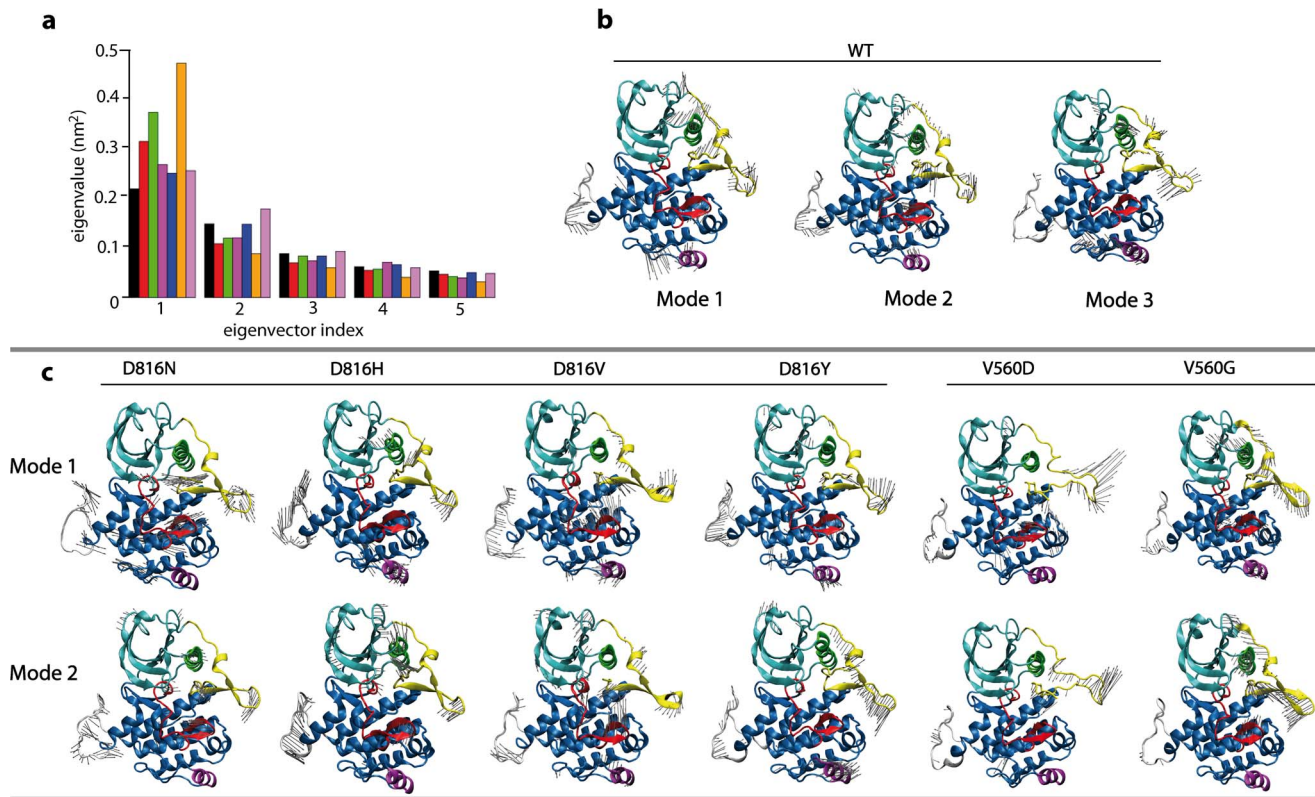 a
0.5
0.4
0.3
0.2
0.1
0
eigenvalue (nm²)
1 2 3 4 5
eigenvector index
b
WT
Mode 1 Mode 2 Mode 3
c
D816N D816H D816V D816Y V560D V560G
Mode 1
Mode 2